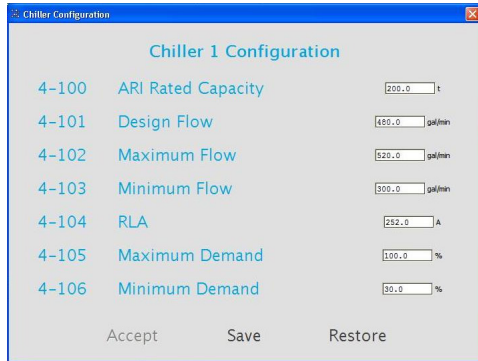 Chiller Configuration
Chiller 1 Configuration
4-100 ARI Rated Capacity 200.0 t
4-101 Design Flow 480.0 gal/min
4-102 Maximum Flow 520.0 gal/min
4-103 Minimum Flow 300.0 gal/min
4-104 RLA 252.0 A
4-105 Maximum Demand 100.0 %
4-106 Minimum Demand 30.0 %
Accept Save Restore